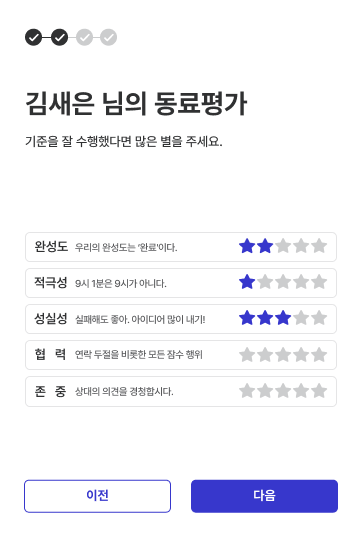 김새은 님의 동료평가
기준을 잘 수행했다면 많은 별을 주세요.
완성도 우리의 완성도는 '완료'이다.
적극성 9시 1분은 9시가 아니다.
성실성 실패해도 좋아. 아이디어 많이 내기!
협 력 연락 두절을 비롯한 모든 잠수 행위
존 중 상대의 의견을 경청합시다.
이전 다음